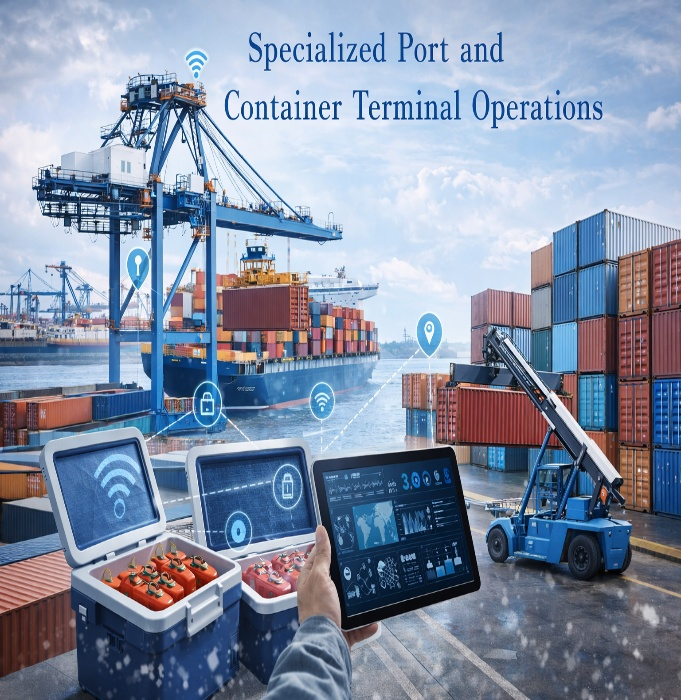 Specialized Port and
Container Terminal Operations